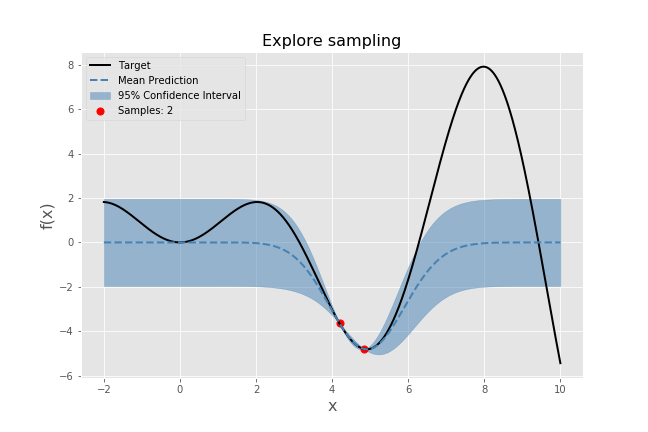 Explore sampling
Target
Mean Prediction
95% Confidence Interval
Samples: 2
f(x)
8
6
4
2
0
−2
−4
−6
−2
0
2
4
6
8
10
x